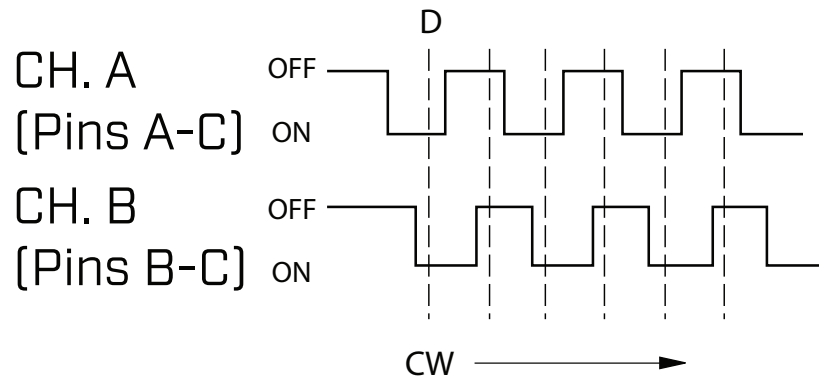 D
CH. A
(Pins A-C)
OFF
ON
CH. B
(Pins B-C)
OFF
ON
CW